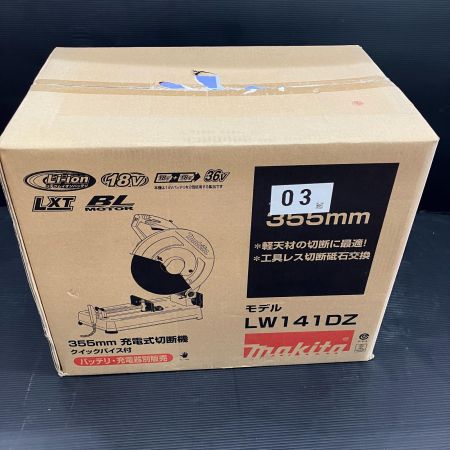 Li-ion
18V
18V+18V→36V
LXT
BL
MOTOR
03
355mm
*軽天材の切断に最適!
*工具レス切断砥石交換
モデル
LW141DZ
makita
355mm 充電式切断機
クイックバイス付
バッテリ・充電器別販売